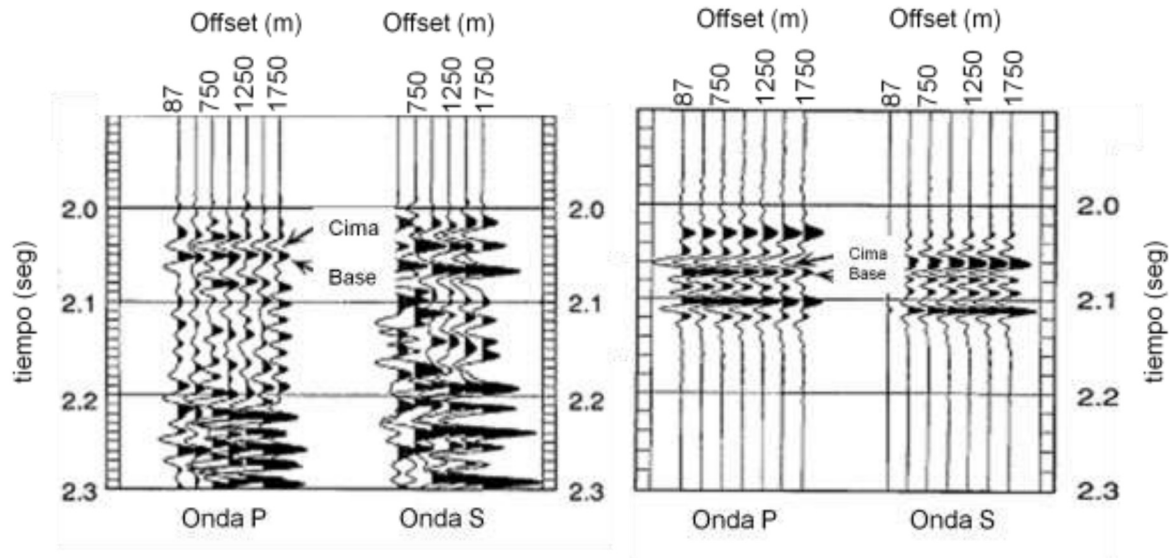 Offset (m) Offset (m)
87 750 1250 1750 750 1250 1750
2.0 2.0
Cima
Base
2.1 2.1
2.2 2.2
2.3 2.3
tiempo (seg)
Onda P Onda S
Offset (m) Offset (m)
87 750 1250 1750 87 750 1250 1750
2.0
Cima
Base
2.1
2.2
2.3
tiempo (seg)
Onda P Onda S